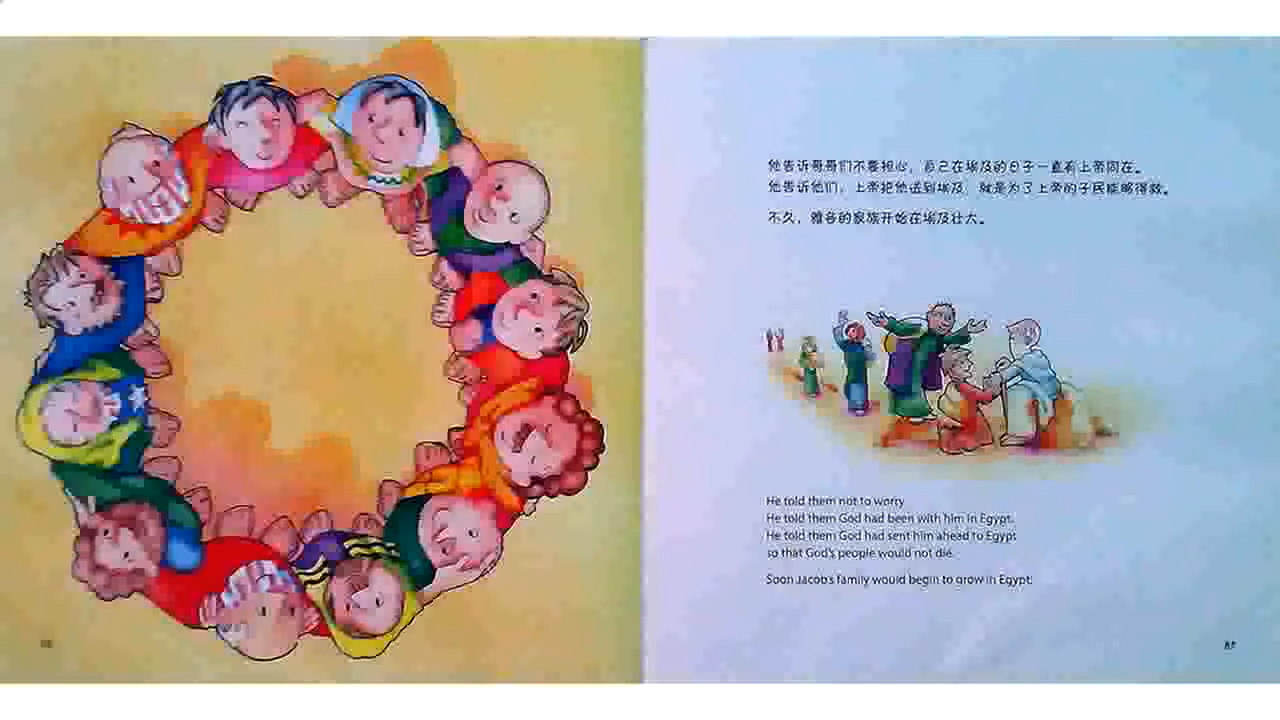 他告诉哥哥们不要担心，自己在埃及的日子一直有上帝同在。
他告诉他们，上帝把他送到埃及，就是为了上帝的子民能够得救。
不久，雅各的家族开始在埃及壮大。
He told them not to worry.
He told them God had been with him in Egypt.
He told them God had sent him ahead to Egypt
so that God's people would not die.
Soon Jacob's family would begin to grow in Egypt.